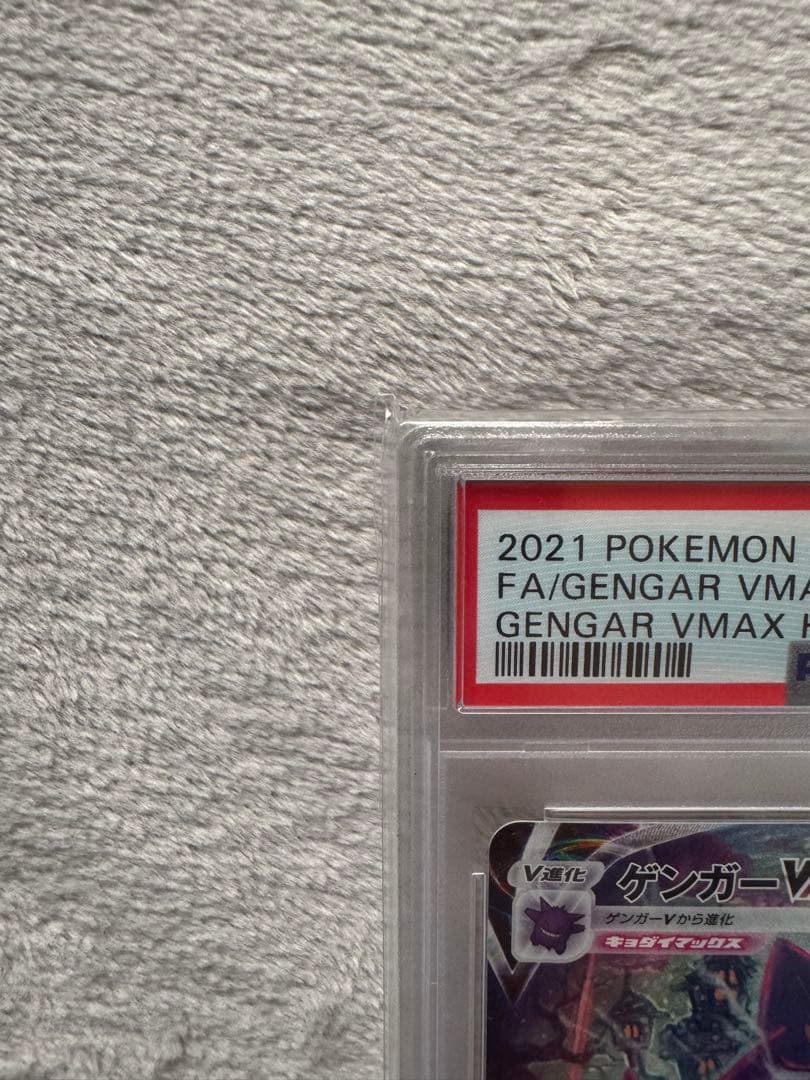 2021 POKEMON
FA/GENGAR VMA
GENGAR VMAX H
V進化
ゲンガーV
ゲンガーVから進化
キョダイマックス